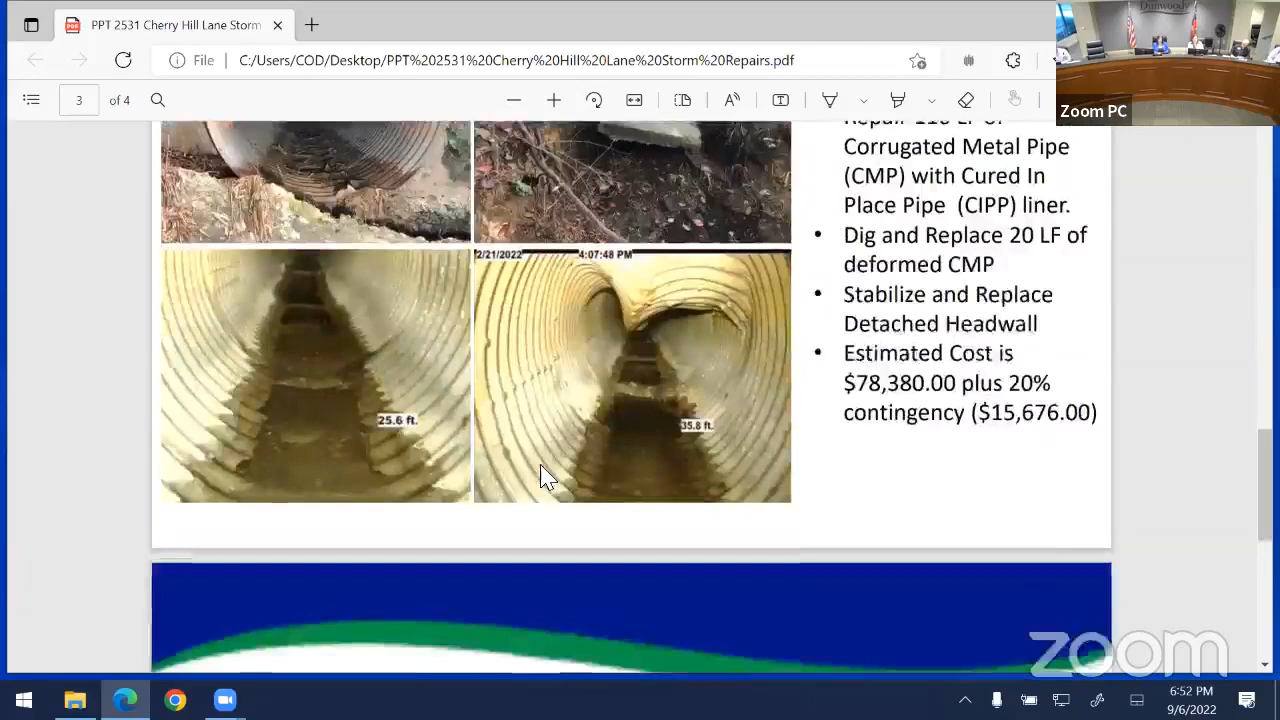 PPT 2531 Cherry Hill Lane Storm
Dunwoody
File
C:/Users/COD/Desktop/PPT%202531%20Cherry%20Hill%20Lane%20Storm%20Repairs.pdf
3 of 4
Zoom PC
Corrugated Metal Pipe
(CMP) with Cured In
Place Pipe (CIPP) liner.
• Dig and Replace 20 LF of
deformed CMP
• Stabilize and Replace
Detached Headwall
• Estimated Cost is
$78,380.00 plus 20%
contingency ($15,676.00)
2/21/2022 4:07:48 PM
25.6 ft.
35.8 ft.
zoom
6:52 PM
9/6/2022